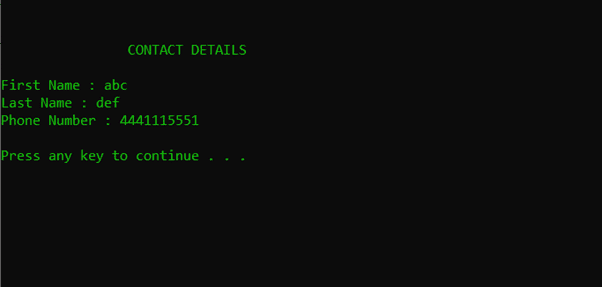 CONTACT DETAILS
First Name : abc
Last Name : def
Phone Number : 4441115551
Press any key to continue . . .